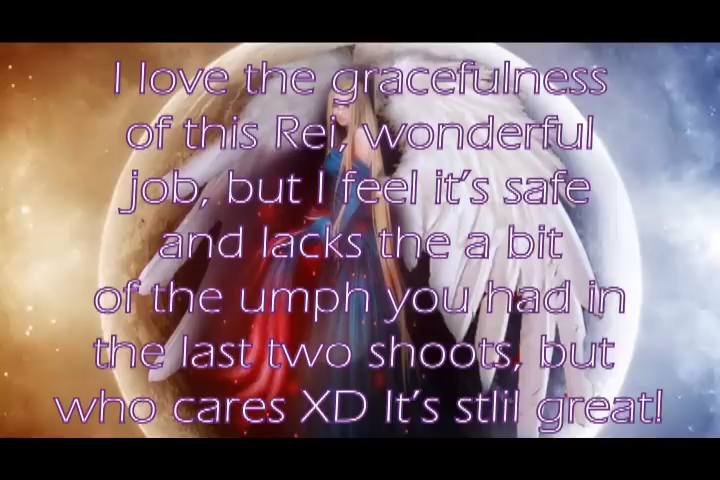 I love the gracefulness
of this Rei, wonderful
job, but I feel it's safe
and lacks the a bit
of the umph you had in
the last two shoots, but
who cares XD It's stlil great!